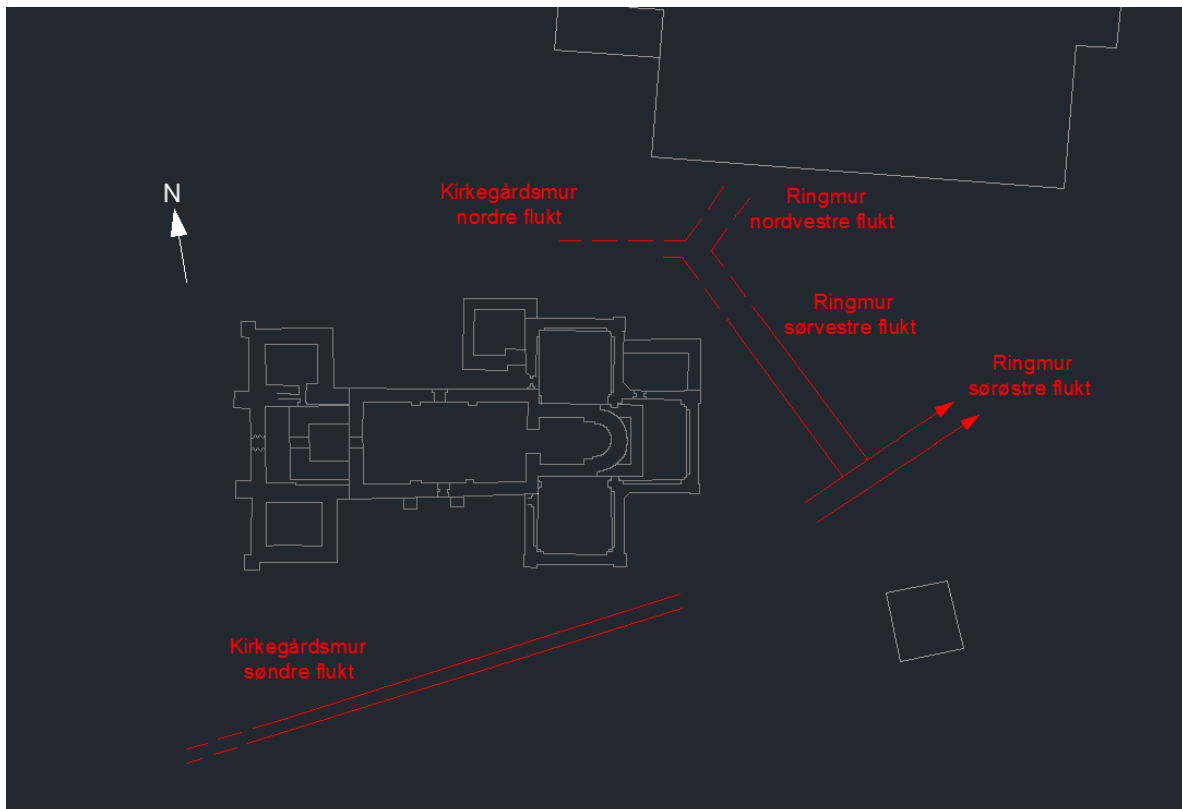 N
Kirkegårdsmur
nordre flukt
Ringmur
nordvestre flukt
Ringmur
sørvestre flukt
Ringmur
sørøstre flukt
Kirkegårdsmur
søndre flukt